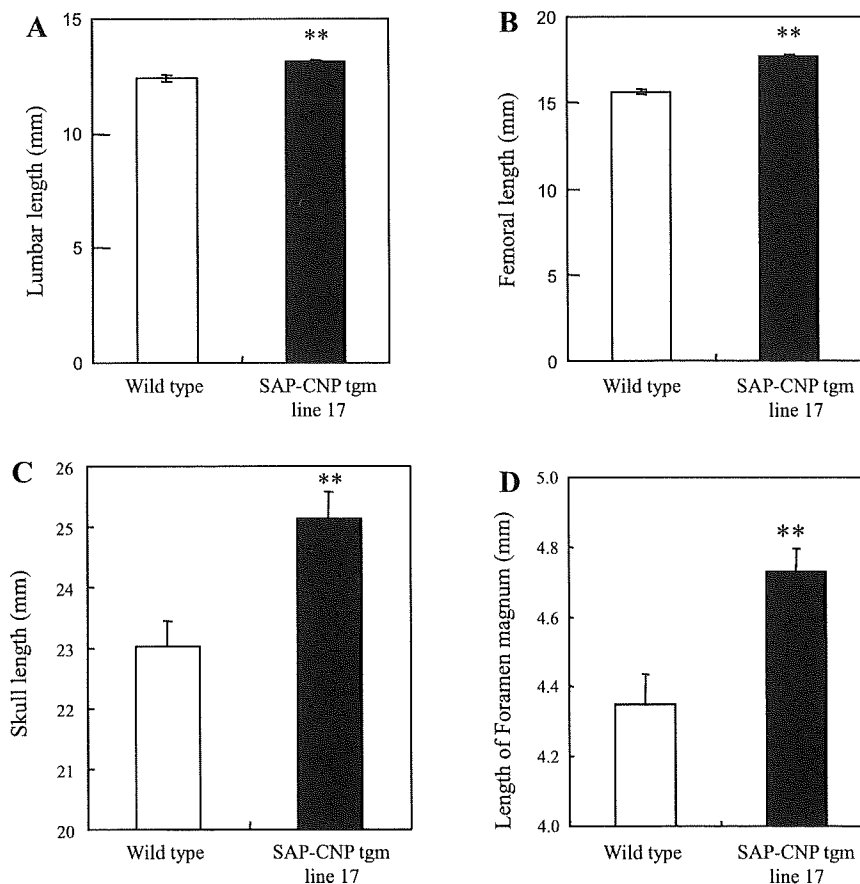 A
Lumbar length (mm)
15
10
5
0
**
Wild type
SAP-CNP tgm
line 17
B
Femoral length (mm)
20
15
10
5
0
**
Wild type
SAP-CNP tgm
line 17
C
Skull length (mm)
26
25
24
23
22
21
20
**
Wild type
SAP-CNP tgm
line 17
D
Length of Foramen magnum (mm)
5.0
4.8
4.6
4.4
4.2
4.0
**
Wild type
SAP-CNP tgm
line 17